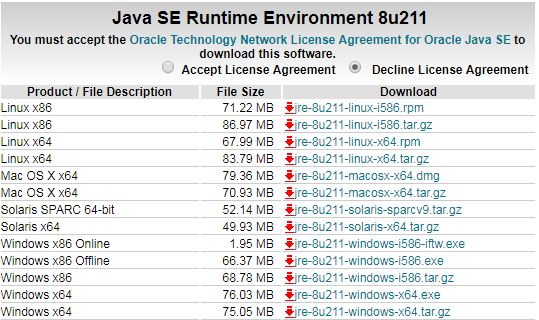 Java SE Runtime Environment 8u211
You must accept the Oracle Technology Network License Agreement for Oracle Java SE to
download this software.
Accept License Agreement Decline License Agreement
Product / File Description File Size Download
Linux x86 71.22 MB jre-8u211-linux-i586.rpm
Linux x86 86.97 MB jre-8u211-linux-i586.tar.gz
Linux x64 67.99 MB jre-8u211-linux-x64.rpm
Linux x64 83.79 MB jre-8u211-linux-x64.tar.gz
Mac OS X x64 79.36 MB jre-8u211-macosx-x64.dmg
Mac OS X x64 70.93 MB jre-8u211-macosx-x64.tar.gz
Solaris SPARC 64-bit 52.14 MB jre-8u211-solaris-sparcv9.tar.gz
Solaris x64 49.93 MB jre-8u211-solaris-x64.tar.gz
Windows x86 Online 1.95 MB jre-8u211-windows-i586-iftw.exe
Windows x86 Offline 66.37 MB jre-8u211-windows-i586.exe
Windows x86 68.78 MB jre-8u211-windows-i586.tar.gz
Windows x64 76.03 MB jre-8u211-windows-x64.exe
Windows x64 75.05 MB jre-8u211-windows-x64.tar.gz